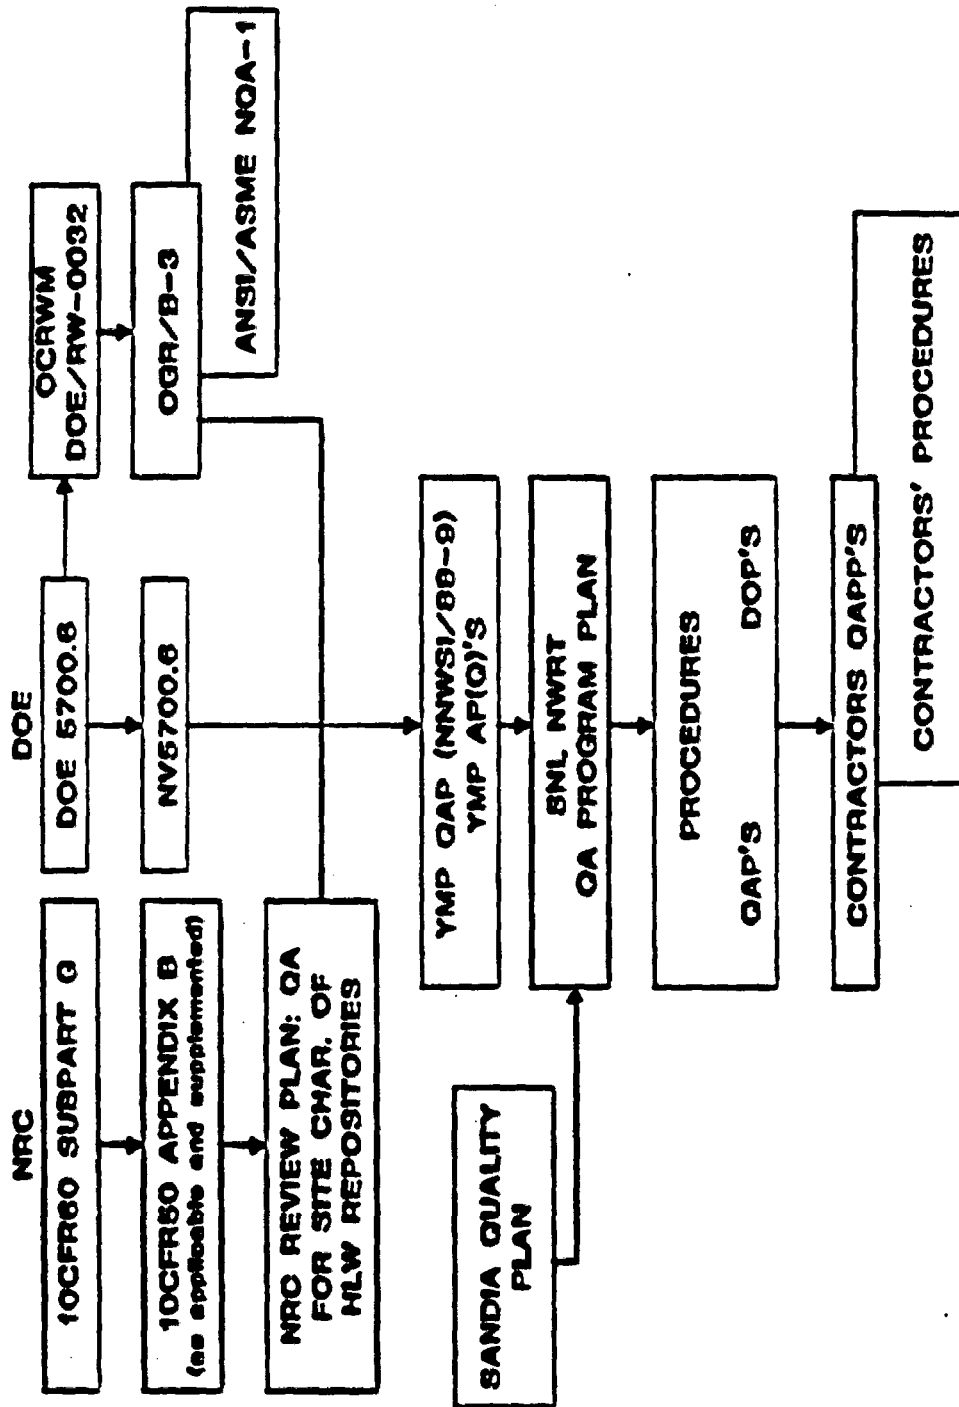 NRC
10CFR60 SUBPART G
10CFR50 APPENDIX B
(as applicable and supplemented)
NRC REVIEW PLAN: QA
FOR SITE CHAR. OF
HLW REPOSITORIES
DOE
DOE 5700.6
NV5700.6
OCRWM
DOE/RW-0032
OGR/B-3
ANSI/ASME NQA-1
YMP QAP (NNWSI/88-9)
YMP AP(Q)'S
SANDIA QUALITY
PLAN
SNL NWRT
QA PROGRAM PLAN
PROCEDURES
QAP'S DOP'S
CONTRACTORS QAPP'S
CONTRACTORS' PROCEDURES